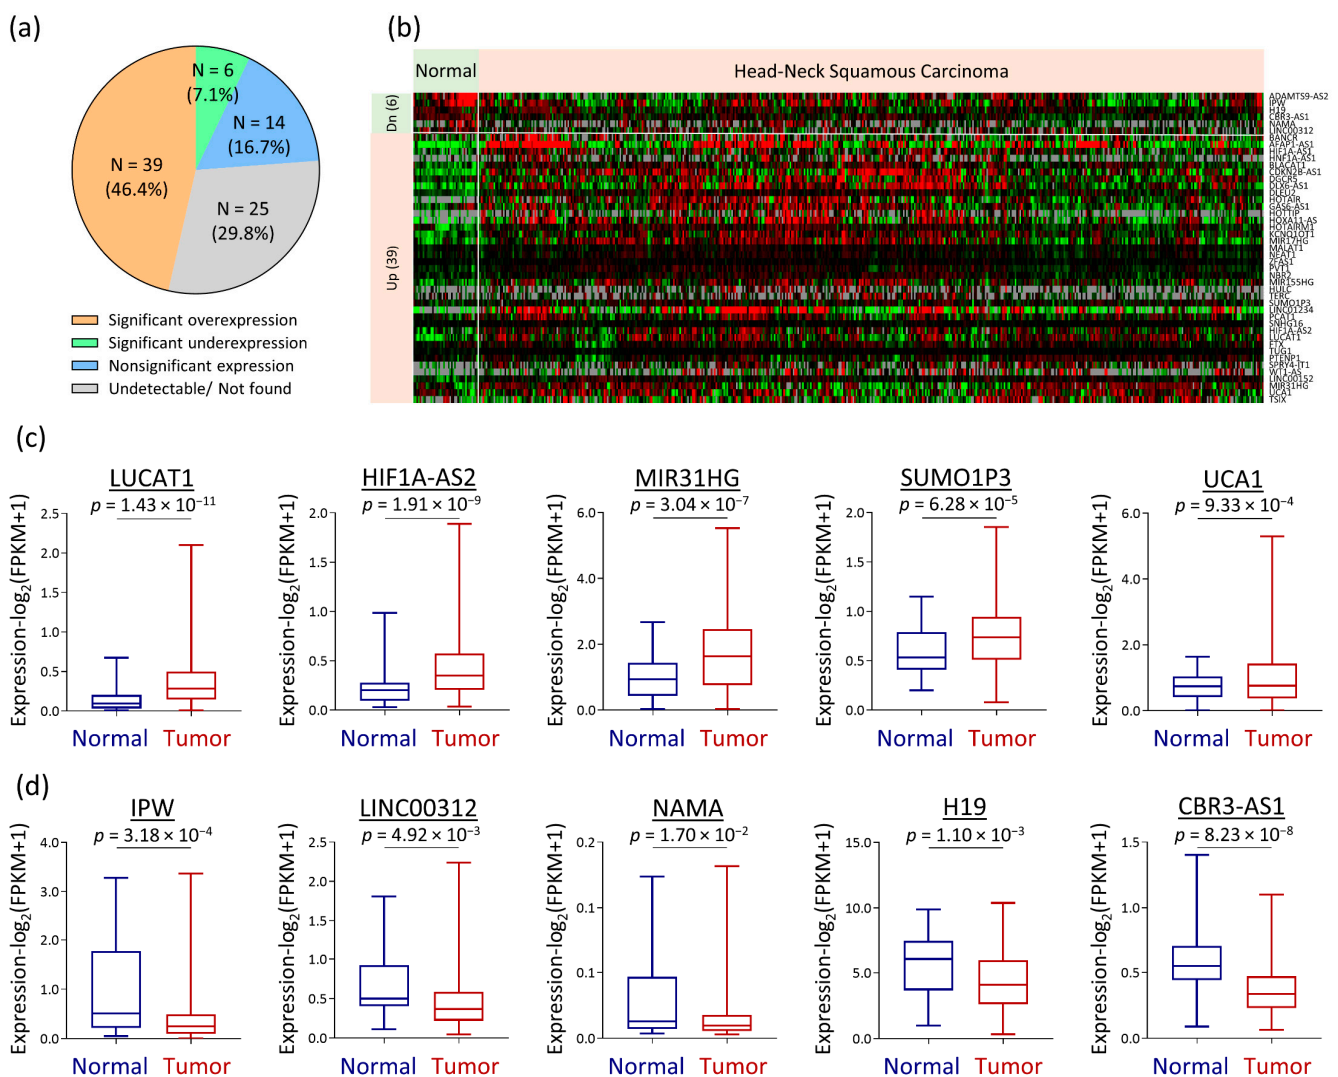 (a)
N = 6
(7.1%)
N = 14
(16.7%)
N = 39
(46.4%)
N = 25
(29.8%)
Significant overexpression
Significant underexpression
Nonsignificant expression
Undetectable/ Not found
(b)
Normal
Head-Neck Squamous Carcinoma
Dn (6)
Up (39)
ADAMTS9-AS2
IPW
H19
CBR3-AS1
NAMA
LINC00312
BANCR
AFAP1-AS1
HIF1A-AS1
HNF1A-AS1
BLACAT1
CDKN2B-AS1
DGCR5
DLX6-AS1
DLEU2
HOTAIR
GAS6-AS1
HOTTIP
HOXA11-AS
HOTAIRM1
KCNQ1OT1
MIR17HG
MALAT1
NEAT1
ZFAS1
PVT1
NBR2
MIR155HG
HULC
TERC
SUMO1P3
LINC01234
PCAT1
SNHG16
HIF1A-AS2
LUCAT1
FTX
TUG1
PTENP1
SPRY4-IT1
WT1-AS
LINC00152
MIR31HG
UCA1
TSIX
(c)
LUCAT1
p = 1.43 × 10⁻¹¹
Expression-log₂(FPKM+1)
2.5
2.0
1.5
1.0
0.5
0.0
Normal Tumor
HIF1A-AS2
p = 1.91 × 10⁻⁹
Expression-log₂(FPKM+1)
2.0
1.5
1.0
0.5
0.0
Normal Tumor
MIR31HG
p = 3.04 × 10⁻⁷
Expression-log₂(FPKM+1)
6.0
4.0
2.0
0.0
Normal Tumor
SUMO1P3
p = 6.28 × 10⁻⁵
Expression-log₂(FPKM+1)
2.0
1.5
1.0
0.5
0.0
Normal Tumor
UCA1
p = 9.33 × 10⁻⁴
Expression-log₂(FPKM+1)
6.0
4.0
2.0
0.0
Normal Tumor
(d)
IPW
p = 3.18 × 10⁻⁴
Expression-log₂(FPKM+1)
4.0
3.0
2.0
1.0
0.0
Normal Tumor
LINC00312
p = 4.92 × 10⁻³
Expression-log₂(FPKM+1)
2.5
2.0
1.5
1.0
0.5
0.0
Normal Tumor
NAMA
p = 1.70 × 10⁻²
Expression-log₂(FPKM+1)
0.2
0.1
0.1
0.0
Normal Tumor
H19
p = 1.10 × 10⁻³
Expression-log₂(FPKM+1)
15.0
10.0
5.0
0.0
Normal Tumor
CBR3-AS1
p = 8.23 × 10⁻⁸
Expression-log₂(FPKM+1)
1.5
1.0
0.5
0.0
Normal Tumor